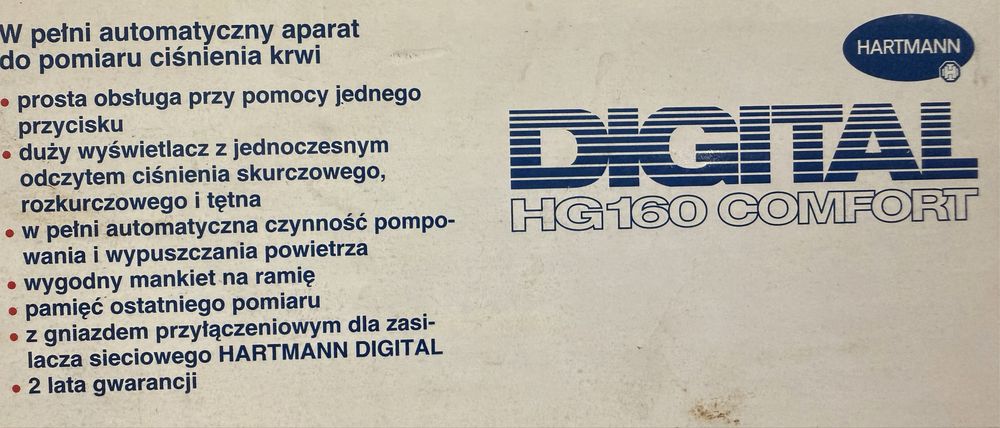 W pełni automatyczny aparat
do pomiaru ciśnienia krwi
• prosta obsługa przy pomocy jednego
przycisku
• duży wyświetlacz z jednoczesnym
odczytem ciśnienia skurczowego,
rozkurczowego i tętna
• w pełni automatyczna czynność pompo-
wania i wypuszczania powietrza
• wygodny mankiet na ramię
• pamięć ostatniego pomiaru
• z gniazdem przyłączeniowym dla zasi-
lacza sieciowego HARTMANN DIGITAL
• 2 lata gwarancji
HARTMANN
H
DIGITAL
HG160 COMFORT